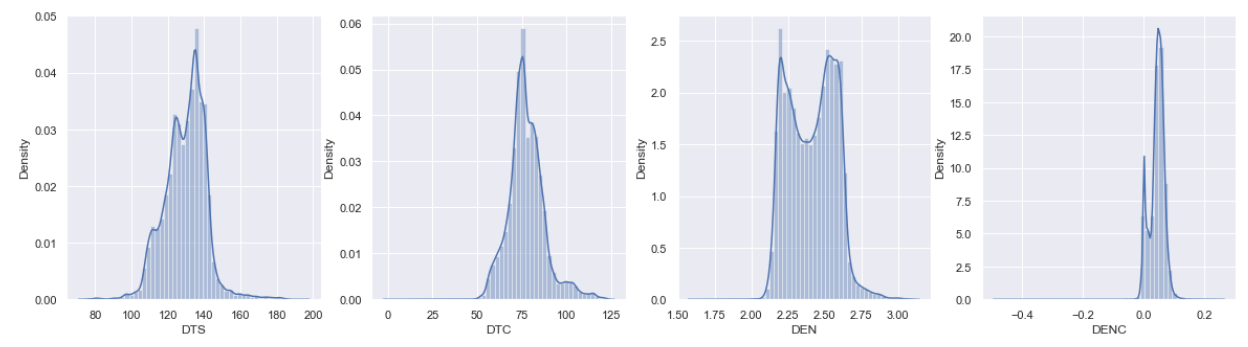 Density
0.05
0.04
0.03
0.02
0.01
0.00
80 100 120 140 160 180 200
DTS
Density
0.06
0.05
0.04
0.03
0.02
0.01
0.00
0 25 50 75 100 125
DTC
Density
2.5
2.0
1.5
1.0
0.5
0.0
1.50 1.75 2.00 2.25 2.50 2.75 3.00
DEN
Density
20.0
17.5
15.0
12.5
10.0
7.5
5.0
2.5
0.0
−0.4 −0.2 0.0 0.2
DENC